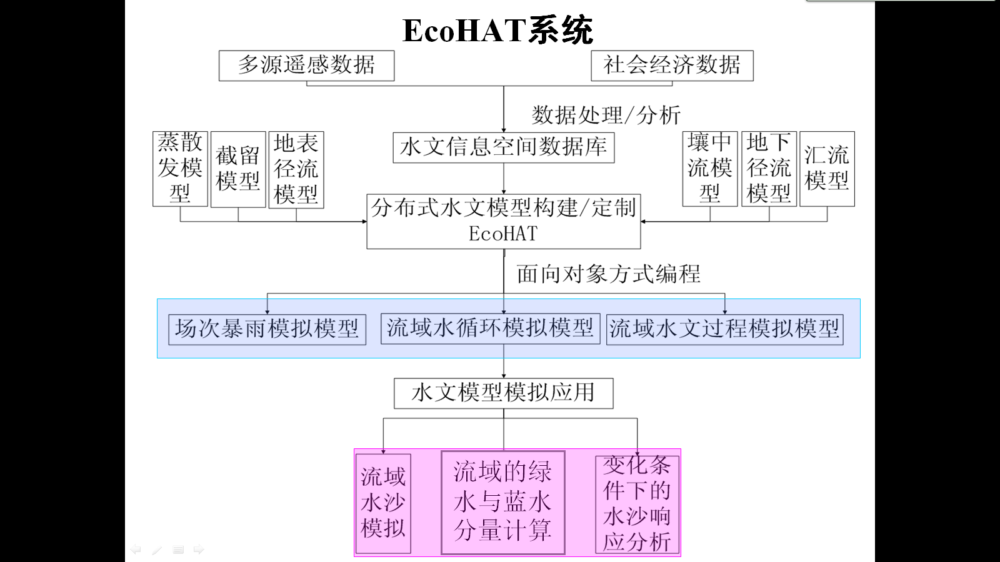 EcoHAT系统
多源遥感数据
社会经济数据
数据处理/分析
水文信息空间数据库
蒸散
发模
型
截留
模型
地表
径流
模型
壤中
流模
型
地下
径流
模型
汇流
模型
分布式水文模型构建/定制
EcoHAT
面向对象方式编程
场次暴雨模拟模型
流域水循环模拟模型
流域水文过程模拟模型
水文模型模拟应用
流域
水沙
模拟
流域的绿
水与蓝水
分量计算
变化条
件下的
水沙响
应分析